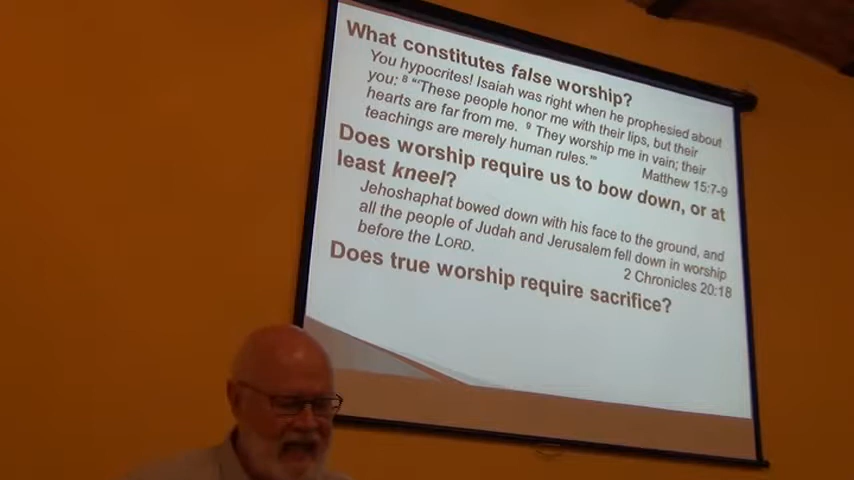 What constitutes false worship?
You hypocrites! Isaiah was right when he prophesied about
you: 8 "'These people honor me with their lips, but their
hearts are far from me. 9 They worship me in vain; their
teachings are merely human rules.'"
Matthew 15:7-9
Does worship require us to bow down, or at
least kneel?
Jehoshaphat bowed down with his face to the ground, and
all the people of Judah and Jerusalem fell down in worship
before the LORD.
2 Chronicles 20:18
Does true worship require sacrifice?